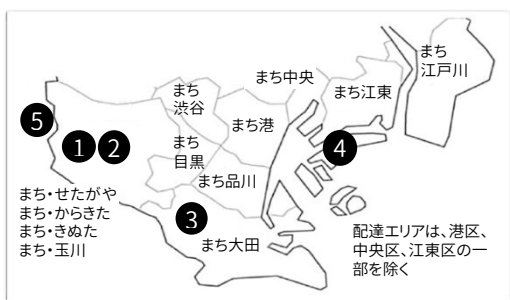 まち
江戸川
まち中央
まち江東
まち
渋谷
まち港
5
1
2
まち
目黒
4
まち品川
まち・せたがや
まち・からきた
まち・きぬた
まち・玉川
3
まち大田
配達エリアは、港区、
中央区、江東区の一
部を除く